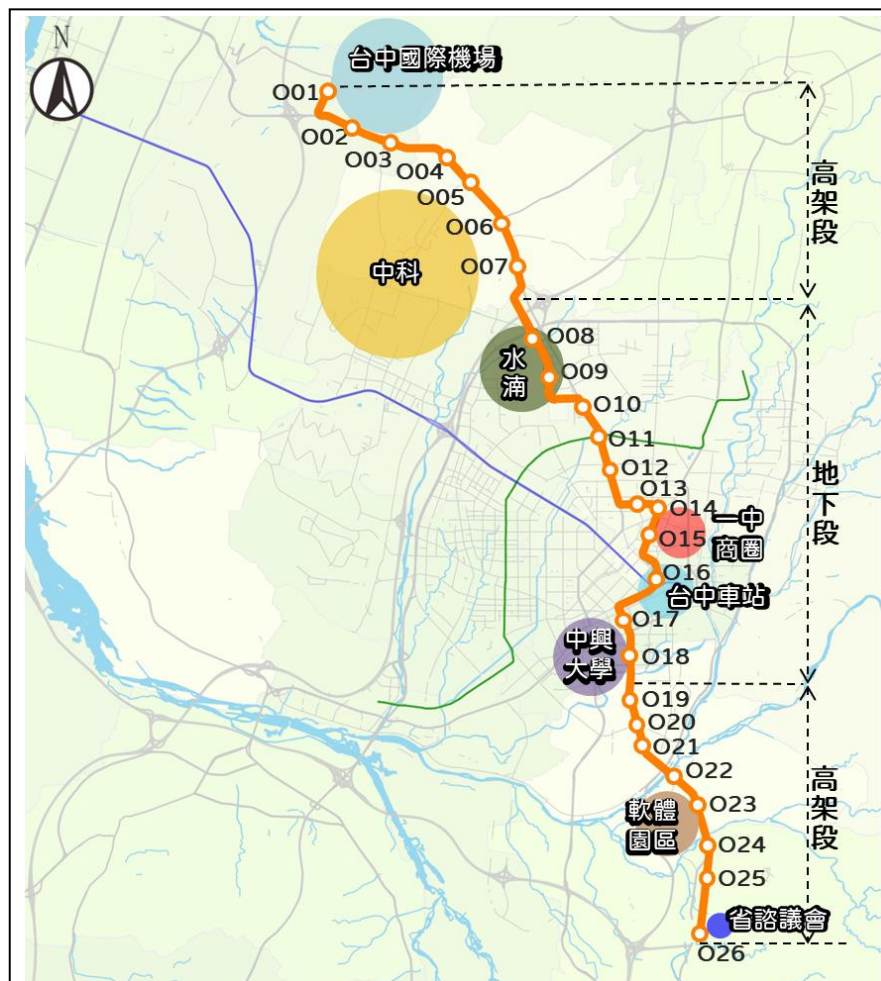 N
台中國際機場
O01
O02
O03
O04
O05
O06
中科
O07
高架段
O08
水
湳
O09
O10
O11
O12
地下段
O13
O14
一中
商圈
O15
O16
台中車站
O17
中興
大學
O18
O19
O20
O21
O22
O23
軟體
園區
高架段
O24
O25
省諮議會
O26